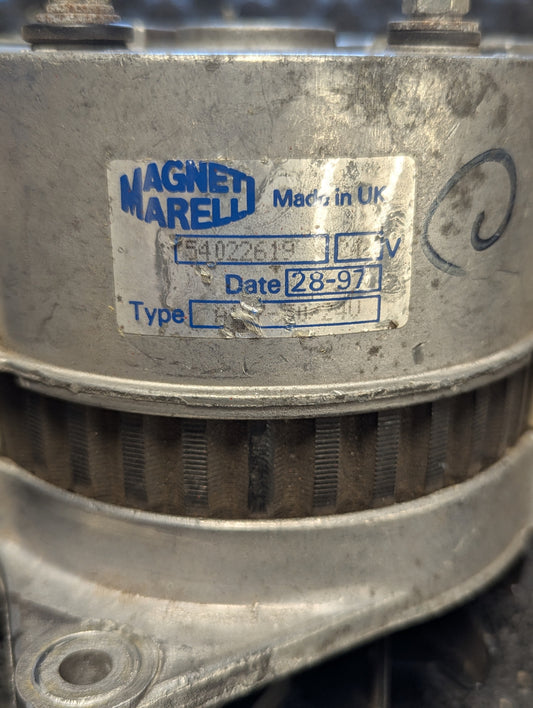 MAGNETI
MARELLI
Made in UK
54022619 V
Date 28-97
Type